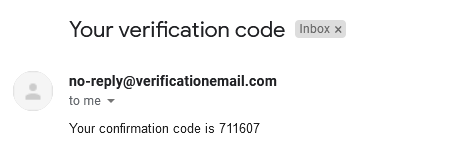 Your verification code Inbox x
no-reply@verificationemail.com
to me
Your confirmation code is 711607